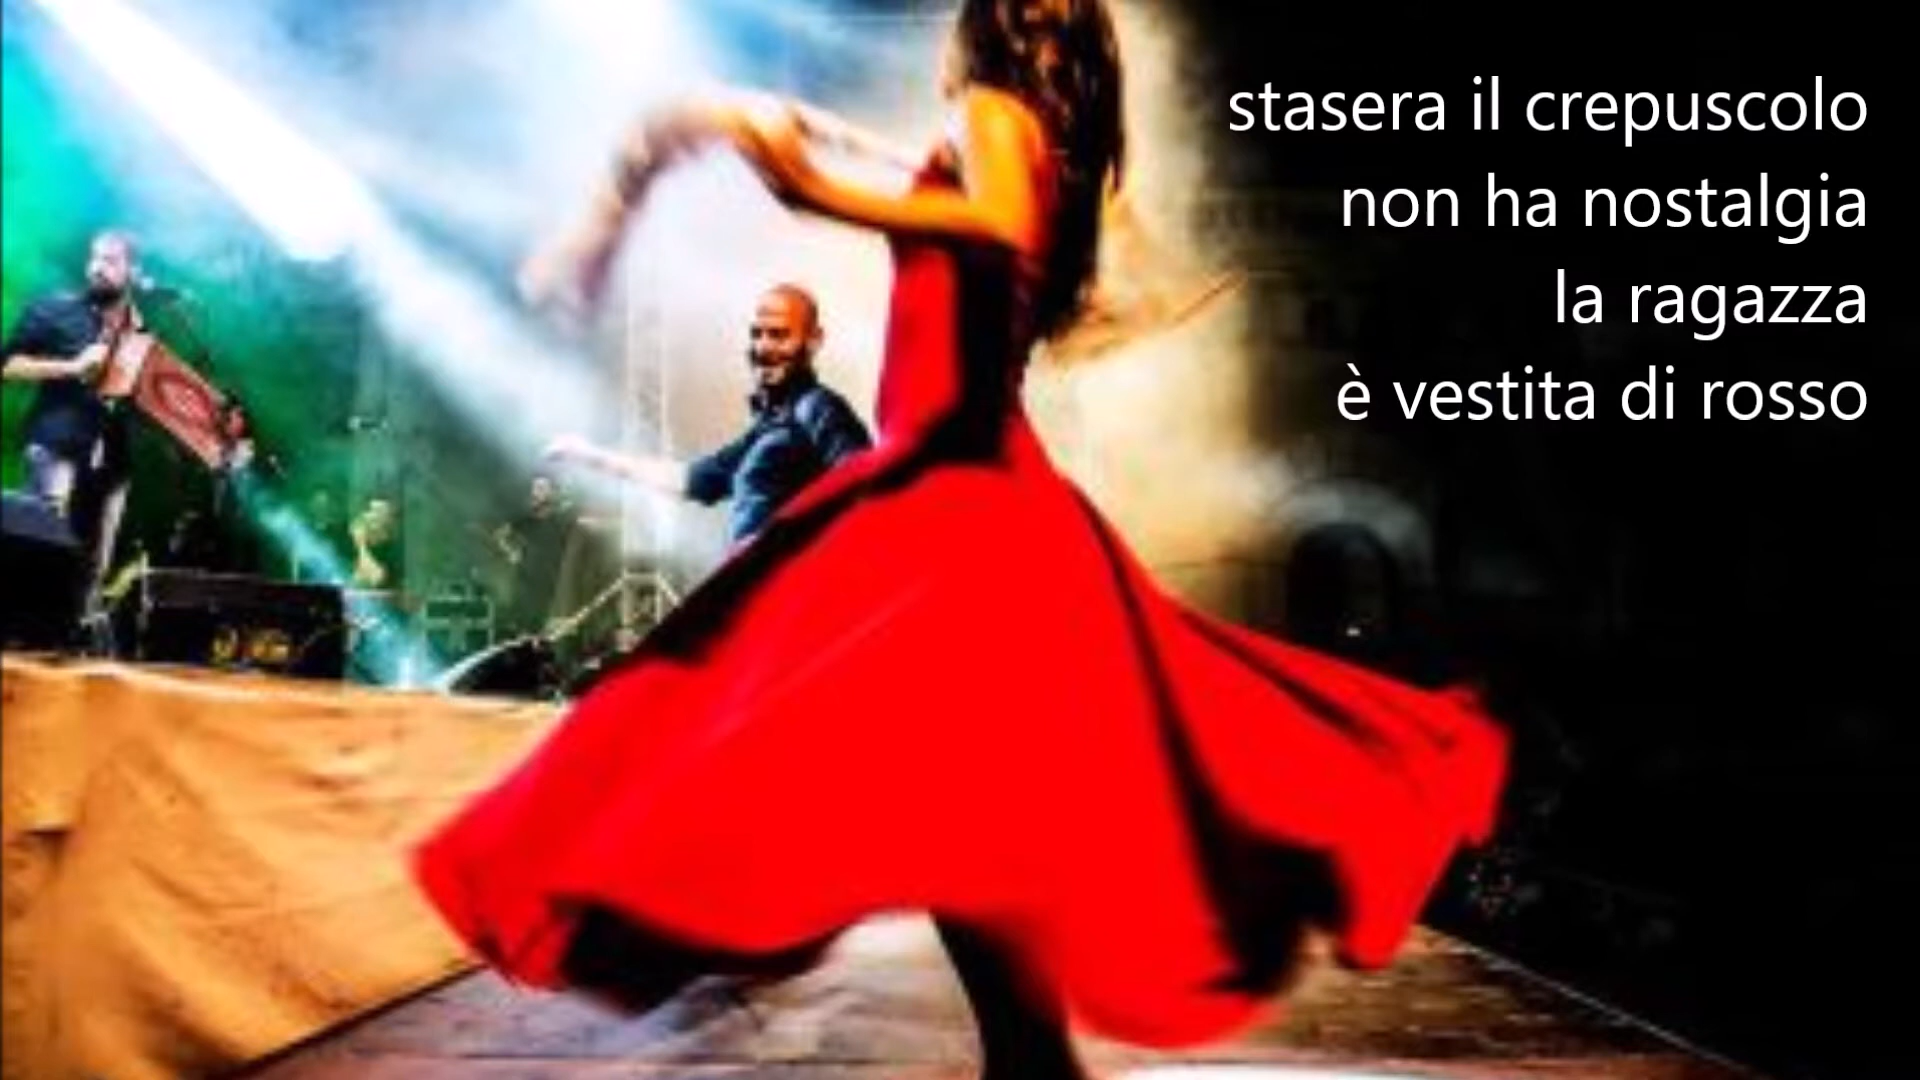 stasera il crepuscolo
non ha nostalgia
la ragazza
è vestita di rosso